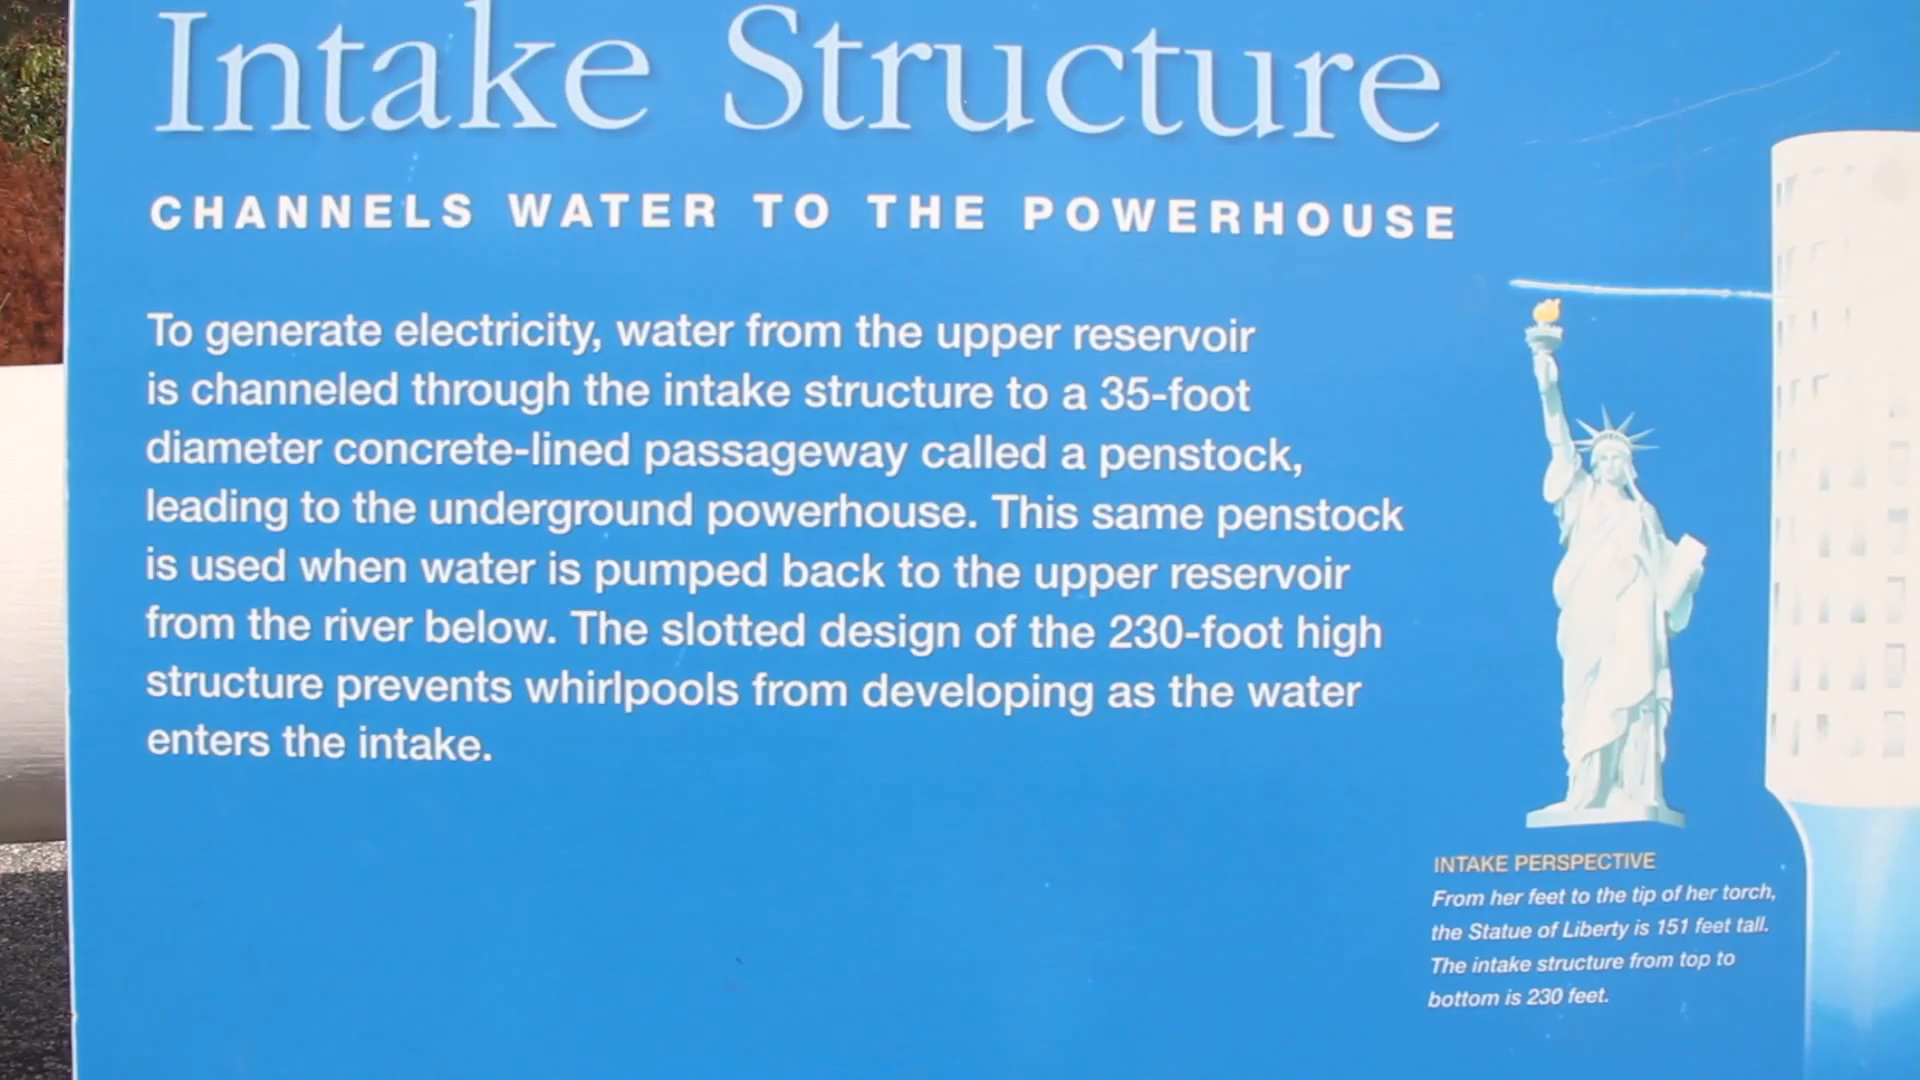 Intake Structure
CHANNELS WATER TO THE POWERHOUSE
To generate electricity, water from the upper reservoir
is channeled through the intake structure to a 35-foot
diameter concrete-lined passageway called a penstock,
leading to the underground powerhouse. This same penstock
is used when water is pumped back to the upper reservoir
from the river below. The slotted design of the 230-foot high
structure prevents whirlpools from developing as the water
enters the intake.
INTAKE PERSPECTIVE
From her feet to the tip of her torch,
the Statue of Liberty is 151 feet tall.
The intake structure from top to
bottom is 230 feet.